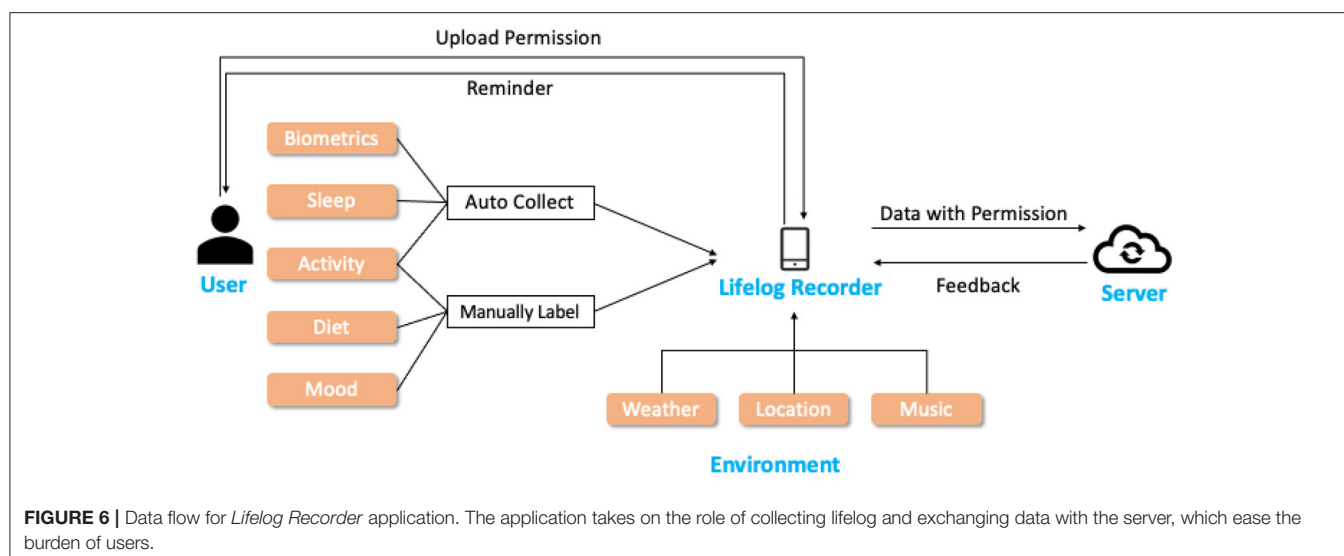 Upload Permission
Reminder
Biometrics
Sleep
Activity
Diet
Mood
User
Auto Collect
Manually Label
Lifelog Recorder
Data with Permission
Feedback
Server
Weather
Location
Music
Environment
FIGURE 6 | Data flow for Lifelog Recorder application. The application takes on the role of collecting lifelog and exchanging data with the server, which ease the
burden of users.